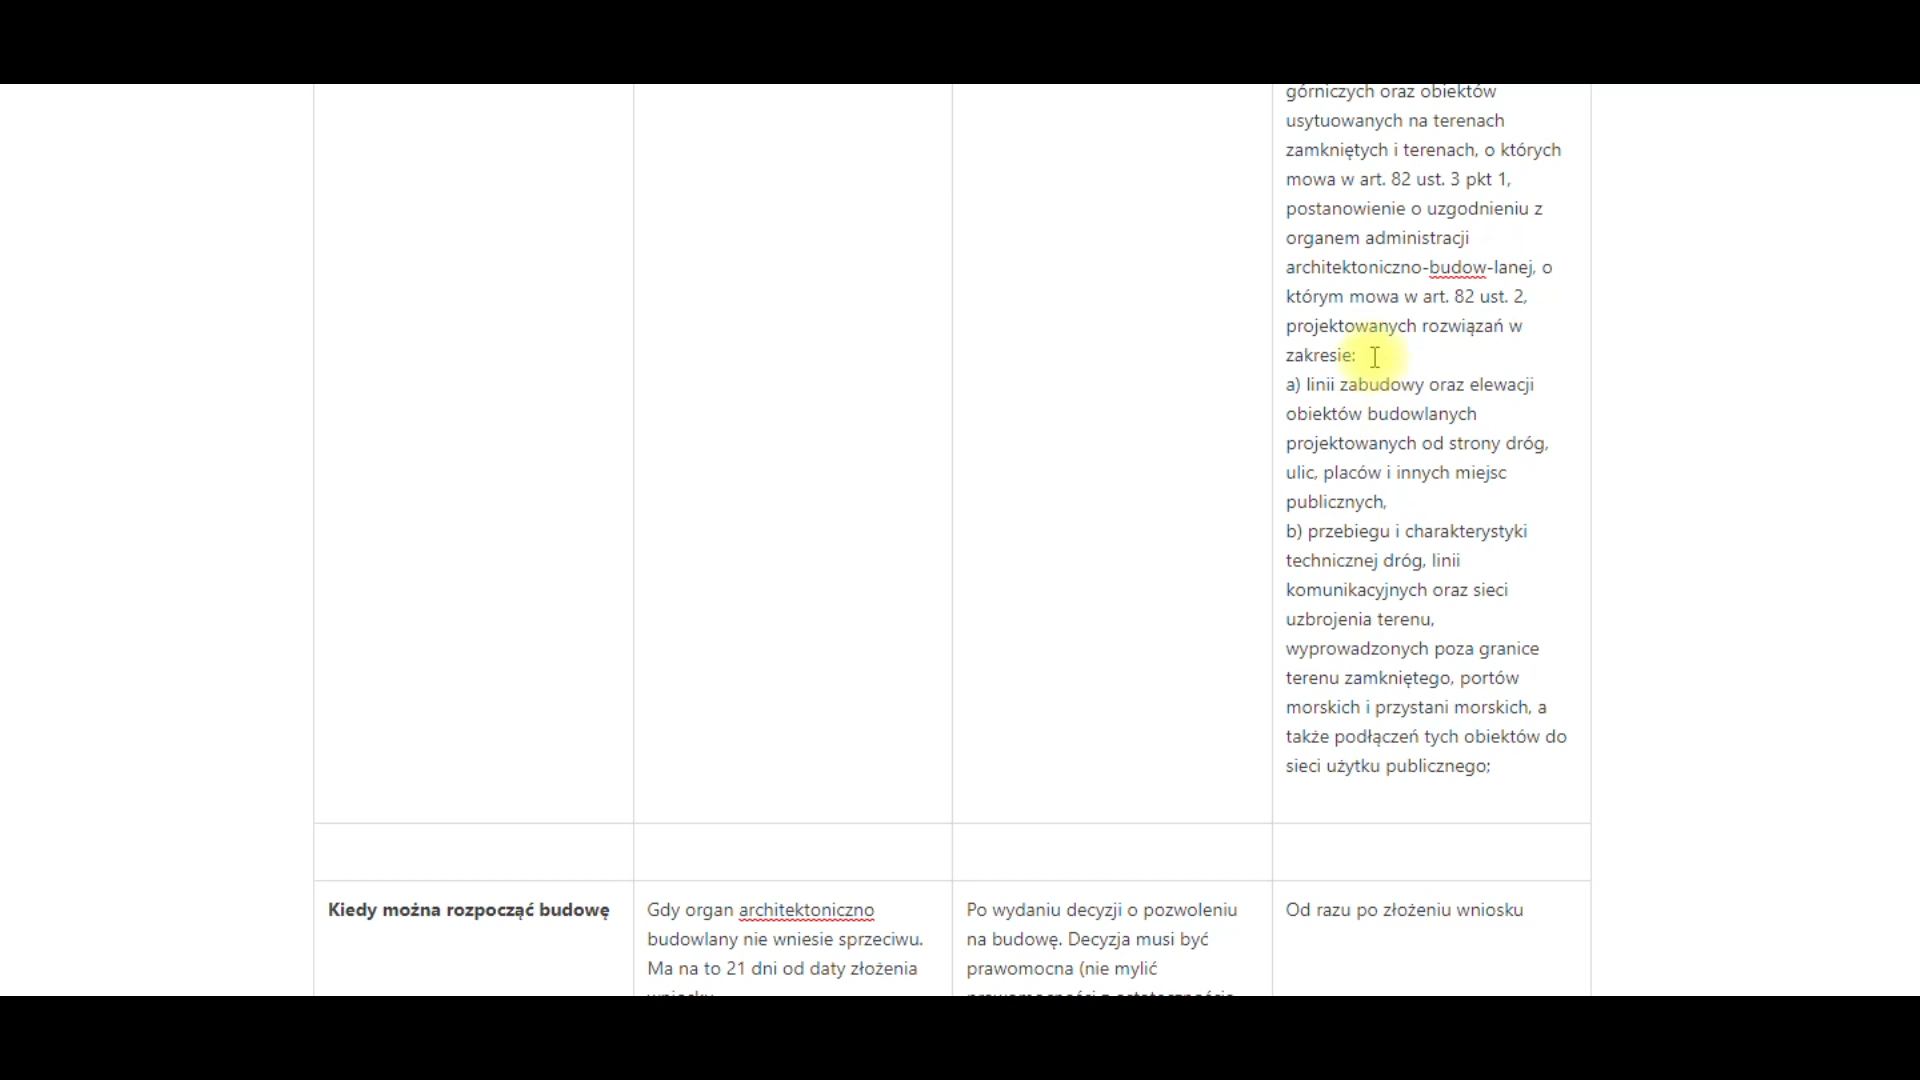 górniczych oraz obiektów
usytuowanych na terenach
zamkniętych i terenach, o których
mowa w art. 82 ust. 3 pkt 1,
postanowienie o uzgodnieniu z
organem administracji
architektoniczno-budow-lanej, o
którym mowa w art. 82 ust. 2,
projektowanych rozwiązań w
zakresie:
a) linii zabudowy oraz elewacji
obiektów budowlanych
projektowanych od strony dróg,
ulic, placów i innych miejsc
publicznych,
b) przebiegu i charakterystyki
technicznej dróg, linii
komunikacyjnych oraz sieci
uzbrojenia terenu,
wyprowadzonych poza granice
terenu zamkniętego, portów
morskich i przystani morskich, a
także podłączeń tych obiektów do
sieci użytku publicznego;
Kiedy można rozpocząć budowę
Gdy organ architektoniczno
budowlany nie wniesie sprzeciwu.
Ma na to 21 dni od daty złożenia
Po wydaniu decyzji o pozwoleniu
na budowę. Decyzja musi być
prawomocna (nie mylić
Od razu po złożeniu wniosku